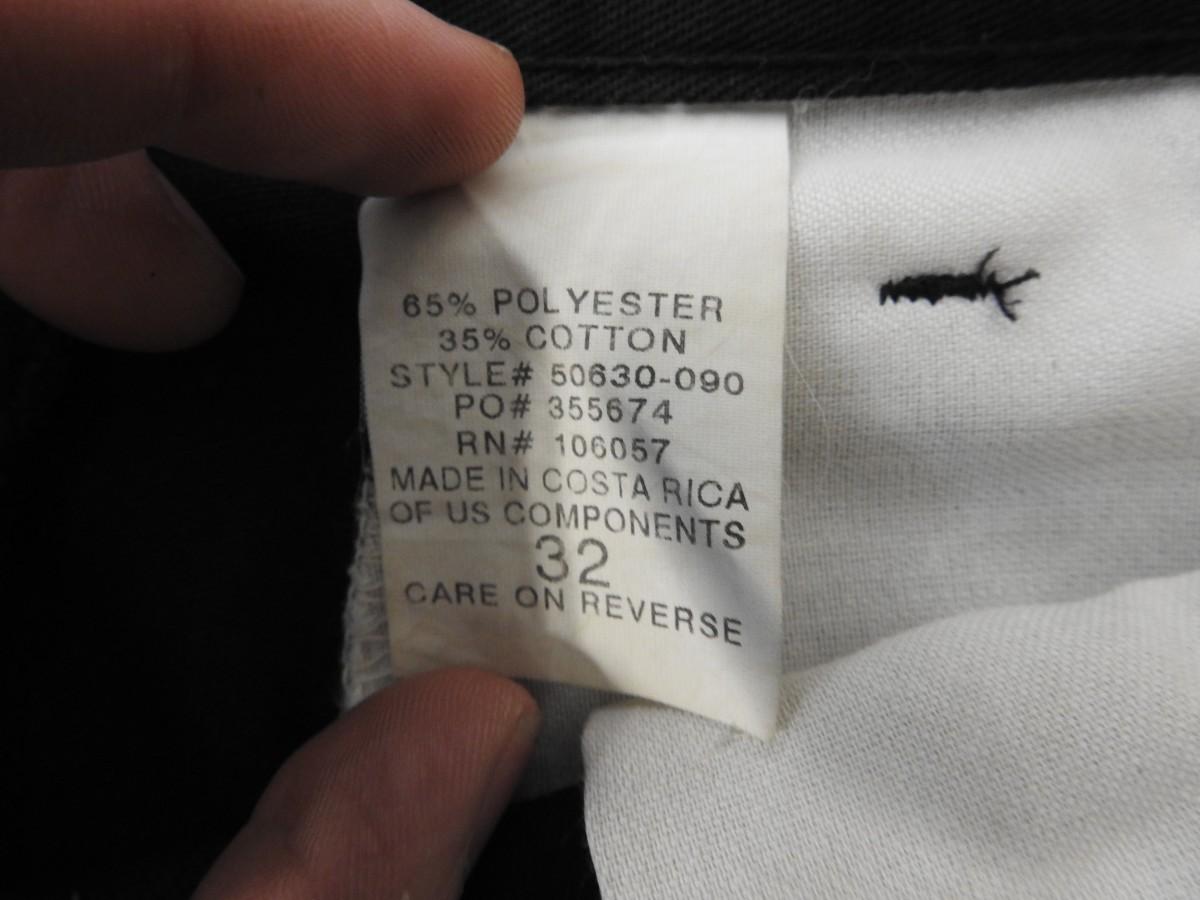 65% POLYESTER
35% COTTON
STYLE# 50630-090
PO# 355674
RN# 106057
MADE IN COSTA RICA
OF US COMPONENTS
32
CARE ON REVERSE